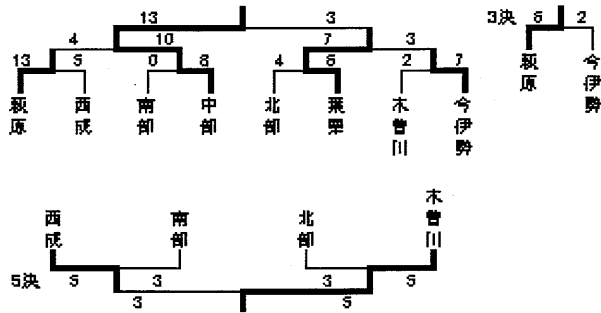 13 3 3決 6 2
4 10 7 3
13 5 0 8 4 6 2 7
萩原 西成 南部 中部 北部 葉栗 木曽川 今伊勢 萩原 今伊勢
西成 南部 北部 木曽川
5決 5 3 3 5
3 5